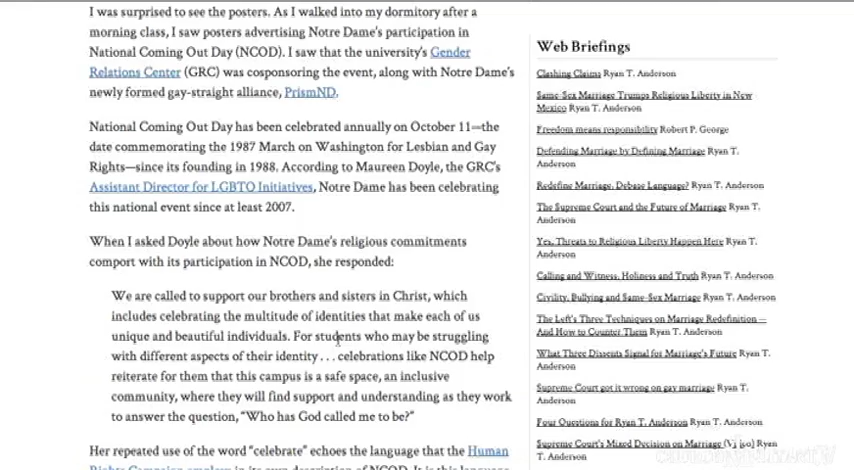 I was surprised to see the posters. As I walked into my dormitory after a
morning class, I saw posters advertising Notre Dame's participation in
National Coming Out Day (NCOD). I saw that the university's Gender
Relations Center (GRC) was cosponsoring the event, along with Notre Dame's
newly formed gay-straight alliance, PrismND.
National Coming Out Day has been celebrated annually on October 11—the
date commemorating the 1987 March on Washington for Lesbian and Gay
Rights—since its founding in 1988. According to Maureen Doyle, the GRC's
Assistant Director for LGBTQ Initiatives, Notre Dame has been celebrating
this national event since at least 2007.
When I asked Doyle about how Notre Dame's religious commitments
comport with its participation in NCOD, she responded:
We are called to support our brothers and sisters in Christ, which
includes celebrating the multitude of identities that make each of us
unique and beautiful individuals. For students who may be struggling
with different aspects of their identity . . . celebrations like NCOD help
reiterate for them that this campus is a safe space, an inclusive
community, where they will find support and understanding as they work
to answer the question, "Who has God called me to be?"
Her repeated use of the word "celebrate" echoes the language that the Human
Rights Campaign employs in its own description of NCOD. It is this language
Web Briefings
Clashing Claims Ryan T. Anderson
Same-Sex Marriage Trumps Religious Liberty in New
Mexico Ryan T. Anderson
Freedom means responsibility Robert P. George
Defending Marriage by Defining Marriage Ryan T.
Anderson
Redefine Marriage, Debase Language? Ryan T. Anderson
The Supreme Court and the Future of Marriage Ryan T.
Anderson
Yes, Threats to Religious Liberty Happen Here Ryan T.
Anderson
Calling and Witness, Holiness and Truth Ryan T. Anderson
Civility, Bullying and Same-Sex Marriage Ryan T. Anderson
The Left's Three Techniques on Marriage Redefinition —
And How to Counter Them Ryan T. Anderson
What Three Dissents Signal for Marriage's Future Ryan T.
Anderson
Supreme Court got it wrong on gay marriage Ryan T.
Anderson
Four Questions for Ryan T. Anderson Ryan T. Anderson
Supreme Court's Mixed Decision on Marriage Ryan
T. Anderson